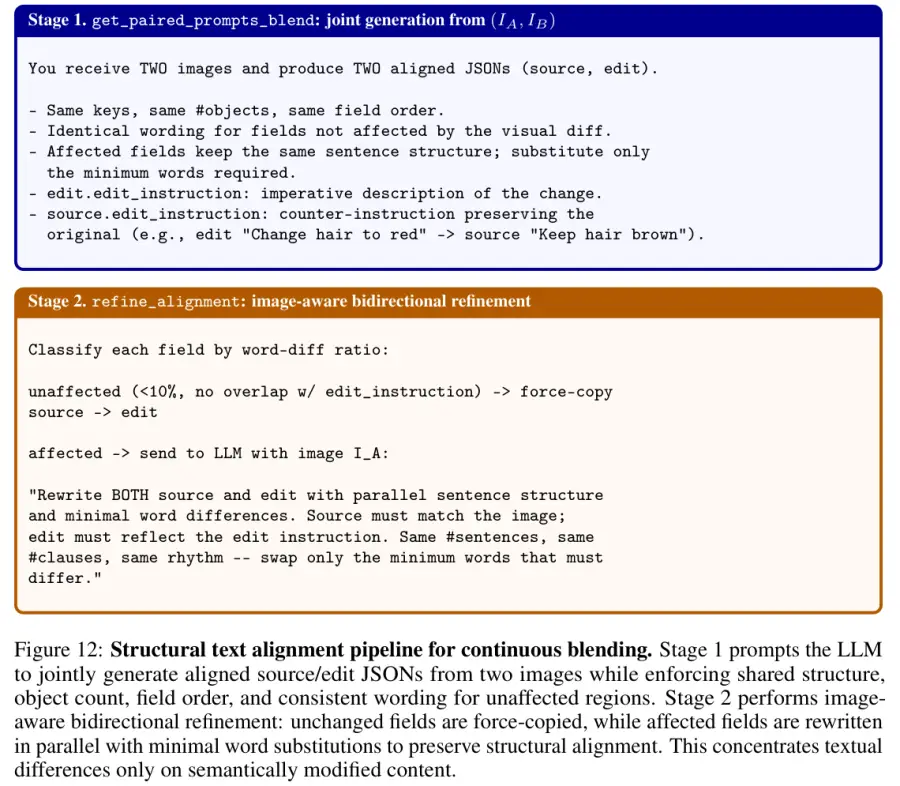 Stage 1. get_paired_prompts_blend: joint generation from (I_A, I_B)
You receive TWO images and produce TWO aligned JSONs (source, edit).
- Same keys, same #objects, same field order.
- Identical wording for fields not affected by the visual diff.
- Affected fields keep the same sentence structure; substitute only
the minimum words required.
- edit.edit_instruction: imperative description of the change.
- source.edit_instruction: counter-instruction preserving the
original (e.g., edit "Change hair to red" -> source "Keep hair brown").
Stage 2. refine_alignment: image-aware bidirectional refinement
Classify each field by word-diff ratio:
unaffected (<10%, no overlap w/ edit_instruction) -> force-copy
source -> edit
affected -> send to LLM with image I_A:
"Rewrite BOTH source and edit with parallel sentence structure
and minimal word differences. Source must match the image;
edit must reflect the edit instruction. Same #sentences, same
#clauses, same rhythm -- swap only the minimum words that must
differ."
Figure 12: Structural text alignment pipeline for continuous blending. Stage 1 prompts the LLM
to jointly generate aligned source/edit JSONs from two images while enforcing shared structure,
object count, field order, and consistent wording for unaffected regions. Stage 2 performs image-
aware bidirectional refinement: unchanged fields are force-copied, while affected fields are rewritten
in parallel with minimal word substitutions to preserve structural alignment. This concentrates textual
differences only on semantically modified content.